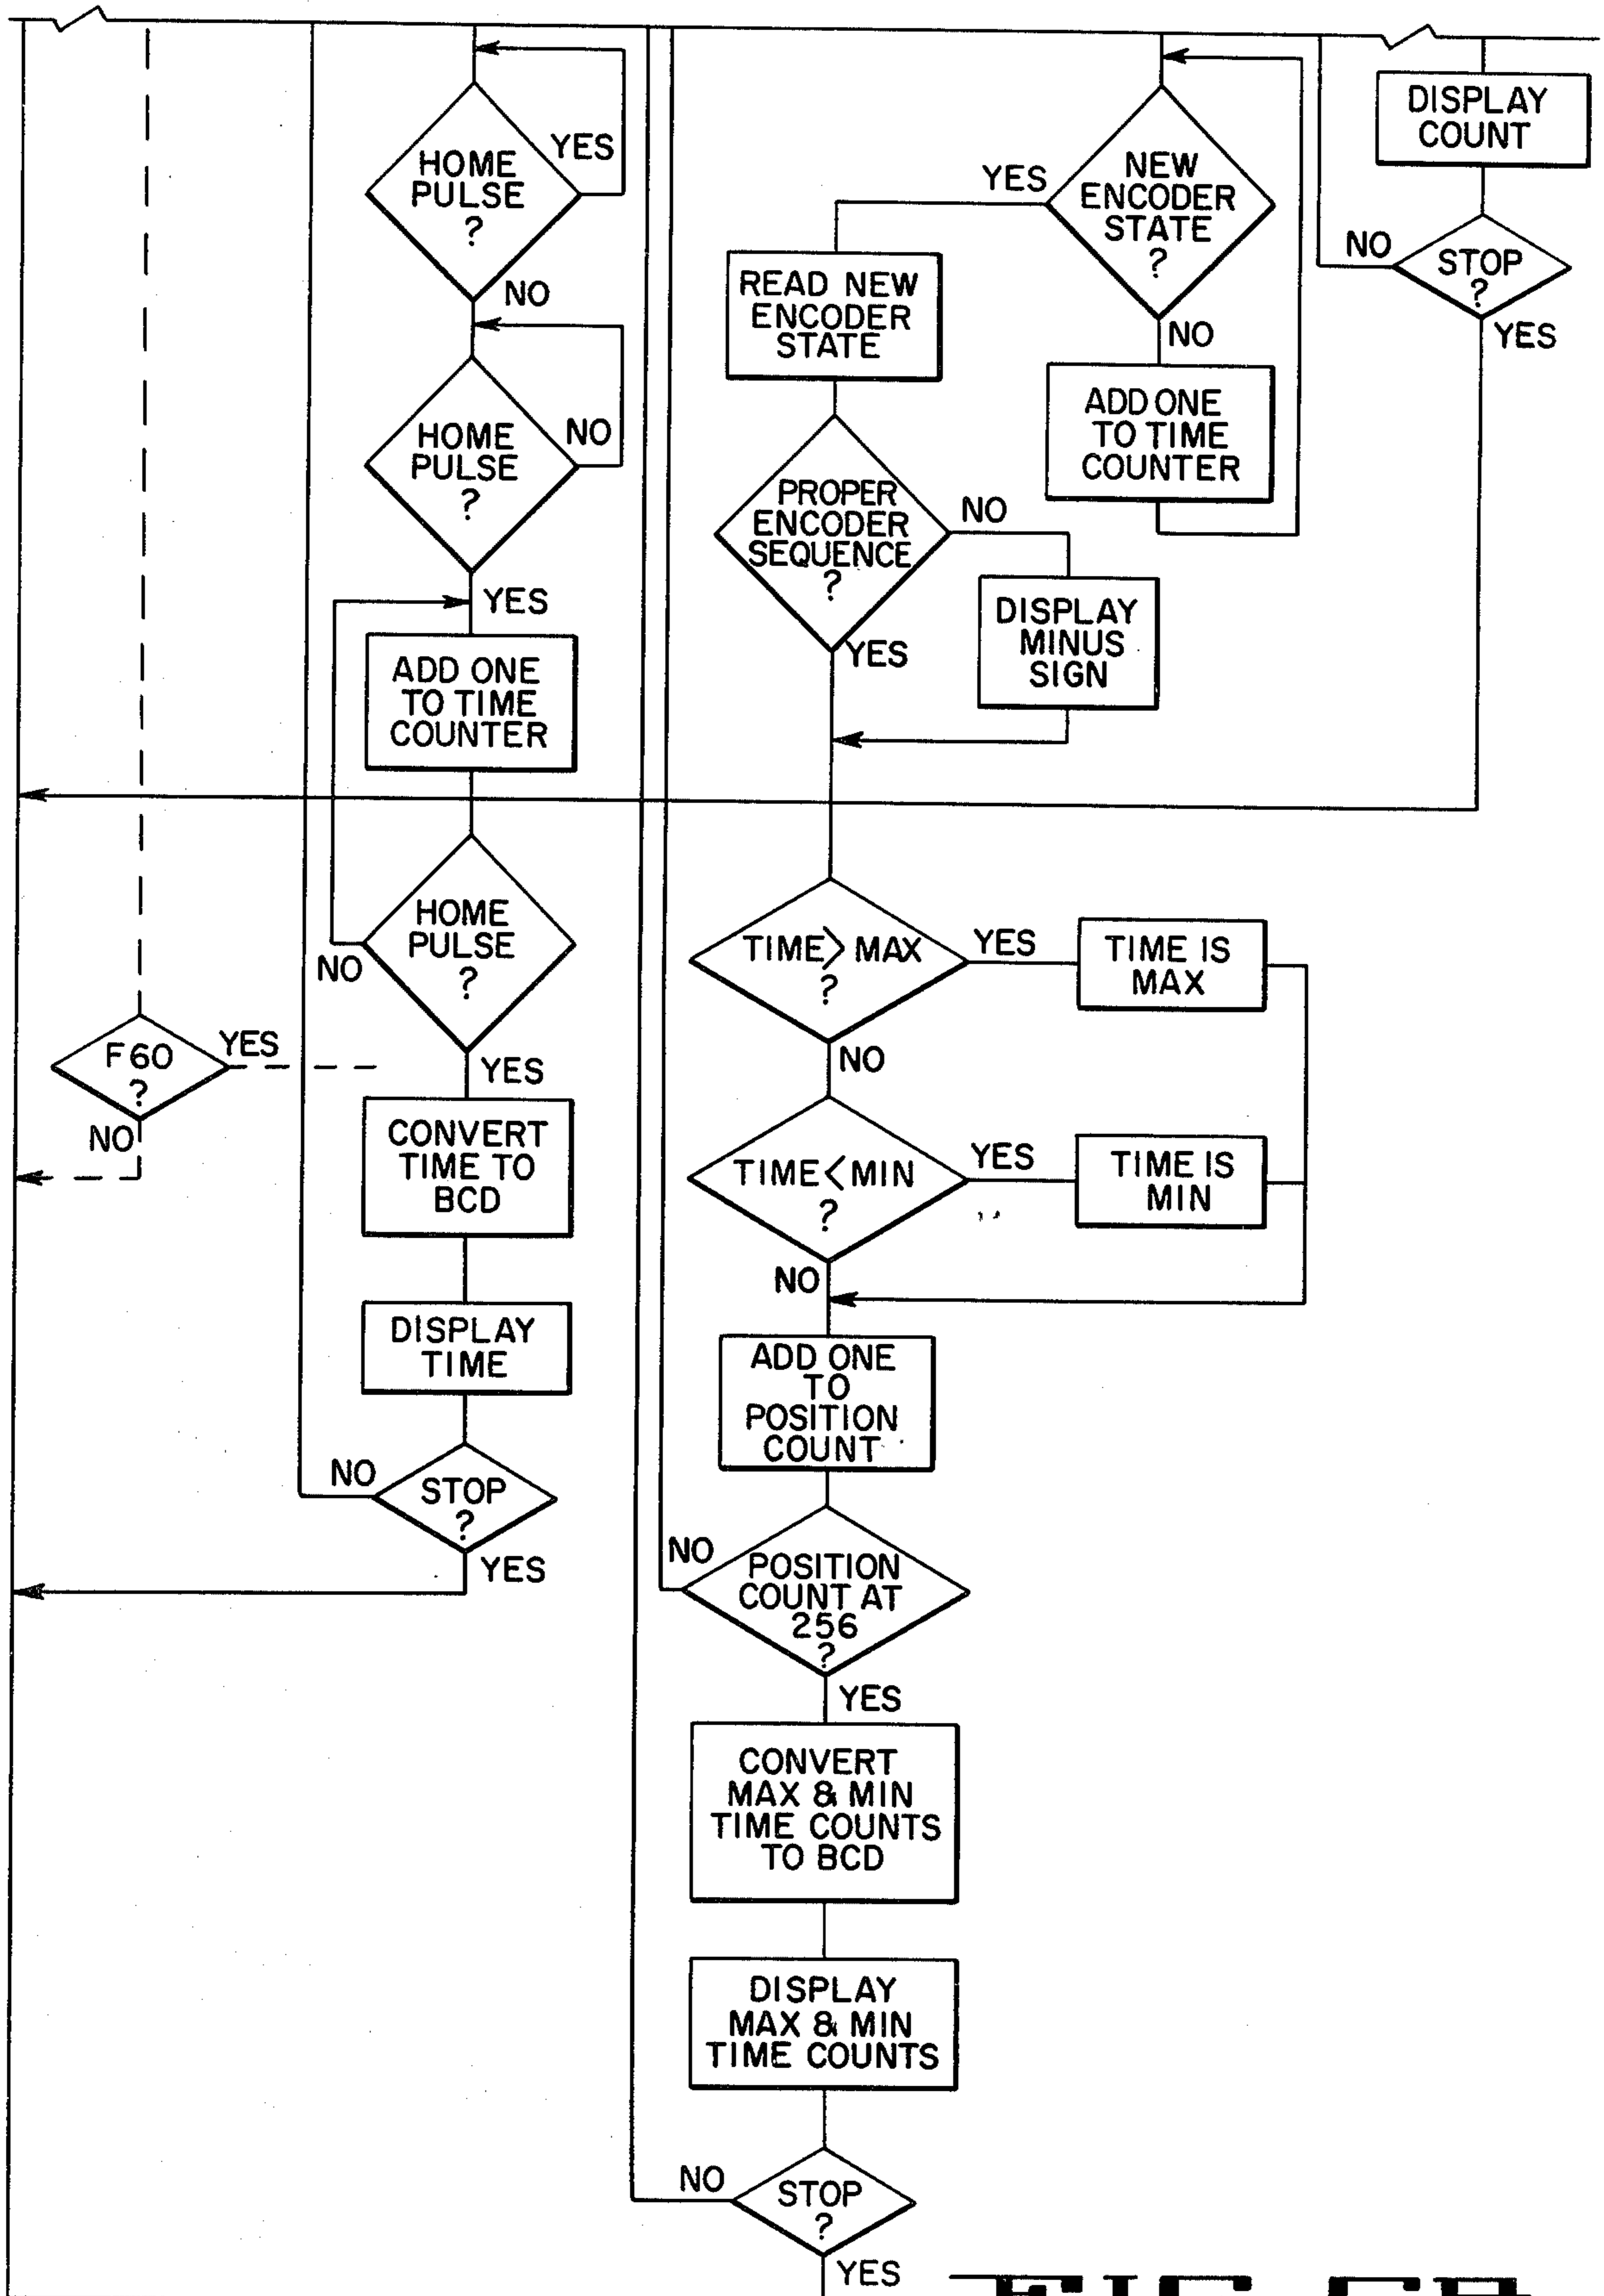 HOME
PULSE
?
YES
NO
HOME
PULSE
?
NO
YES
ADD ONE
TO TIME
COUNTER
HOME
PULSE
?
NO
YES
F60
?
YES
NO
CONVERT
TIME TO
BCD
DISPLAY
TIME
STOP
?
NO
YES
NEW
ENCODER
STATE
?
YES
NO
READ NEW
ENCODER
STATE
ADD ONE
TO TIME
COUNTER
PROPER
ENCODER
SEQUENCE
?
NO
YES
DISPLAY
MINUS
SIGN
TIME>MAX
?
YES
NO
TIME IS
MAX
TIME<MIN
?
YES
NO
TIME IS
MIN
ADD ONE
TO
POSITION
COUNT
POSITION
COUNT AT
256
?
NO
YES
CONVERT
MAX & MIN
TIME COUNTS
TO BCD
DISPLAY
MAX & MIN
TIME COUNTS
STOP
?
NO
YES
DISPLAY
COUNT
STOP
?
NO
YES